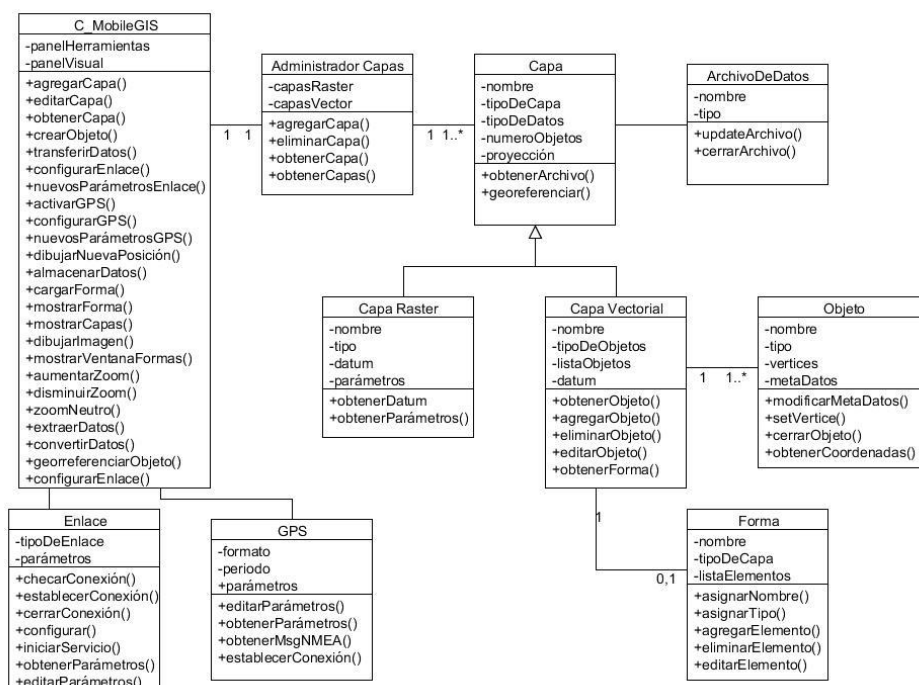 C_MobileGIS
-panelHerramientas
-panelVisual
+agregarCapa()
+editarCapa()
+obtenerCapa()
+crearObjeto()
+transferirDatos()
+configurarEnlace()
+nuevosParámetrosEnlace()
+activarGPS()
+configurarGPS()
+nuevosParámetrosGPS()
+dibujarNuevaPosición()
+almacenarDatos()
+cargarForma()
+mostrarForma()
+mostrarCapas()
+dibujarImagen()
+mostrarVentanaFormas()
+aumentarZoom()
+disminuirZoom()
+zoomNeutro()
+extraerDatos()
+convertirDatos()
+georreferenciarObjeto()
+configurarEnlace()
1 1
Administrador Capas
-capasRaster
-capasVector
+agregarCapa()
+eliminarCapa()
+obtenerCapa()
+obtenerCapas()
1 1..*
Capa
-nombre
-tipoDeCapa
-tipoDeDatos
-numeroObjetos
-proyección
+obtenerArchivo()
+georeferenciar()
ArchivoDeDatos
-nombre
-tipo
+updateArchivo()
+cerrarArchivo()
Capa Raster
-nombre
-tipo
-datum
-parámetros
+obtenerDatum()
+obtenerParámetros()
Capa Vectorial
-nombre
-tipoDeObjetos
-listaObjetos
-datum
+obtenerObjeto()
+agregarObjeto()
+eliminarObjeto()
+editarObjeto()
+obtenerForma()
1 1..*
Objeto
-nombre
-tipo
-vertices
-metaDatos
+modificarMetaDatos()
+setVertice()
+cerrarObjeto()
+obtenerCoordenadas()
Enlace
-tipoDeEnlace
-parámetros
+checarConexión()
+establecerConexión()
+cerrarConexión()
+configurar()
+iniciarServicio()
+obtenerParámetros()
+editarParámetros()
GPS
-formato
-periodo
+parámetros
+editarParámetros()
+obtenerParámetros()
+obtenerMsgNMEA()
+establecerConexión()
1
0,1
Forma
-nombre
-tipoDeCapa
-listaElementos
+asignarNombre()
+asignarTipo()
+agregarElemento()
+eliminarElemento()
+editarElemento()